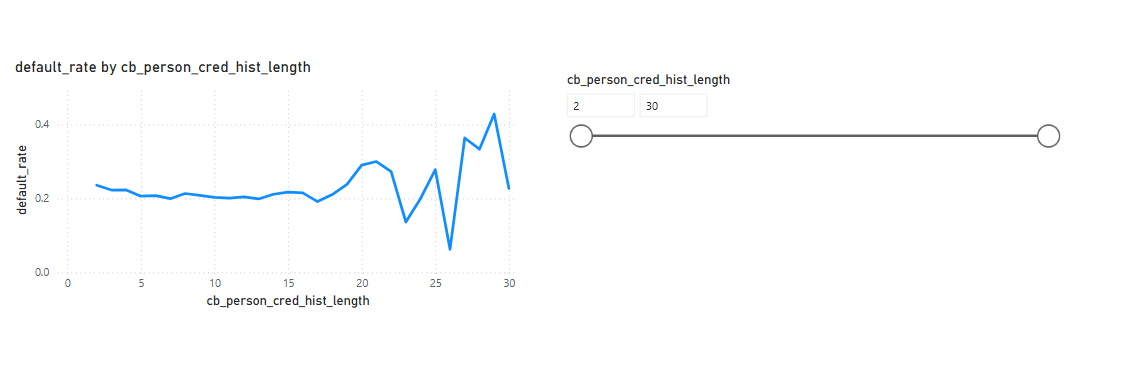 default_rate by cb_person_cred_hist_length
default_rate
0.4
0.2
0.0
0 5 10 15 20 25 30
cb_person_cred_hist_length
cb_person_cred_hist_length
2 30